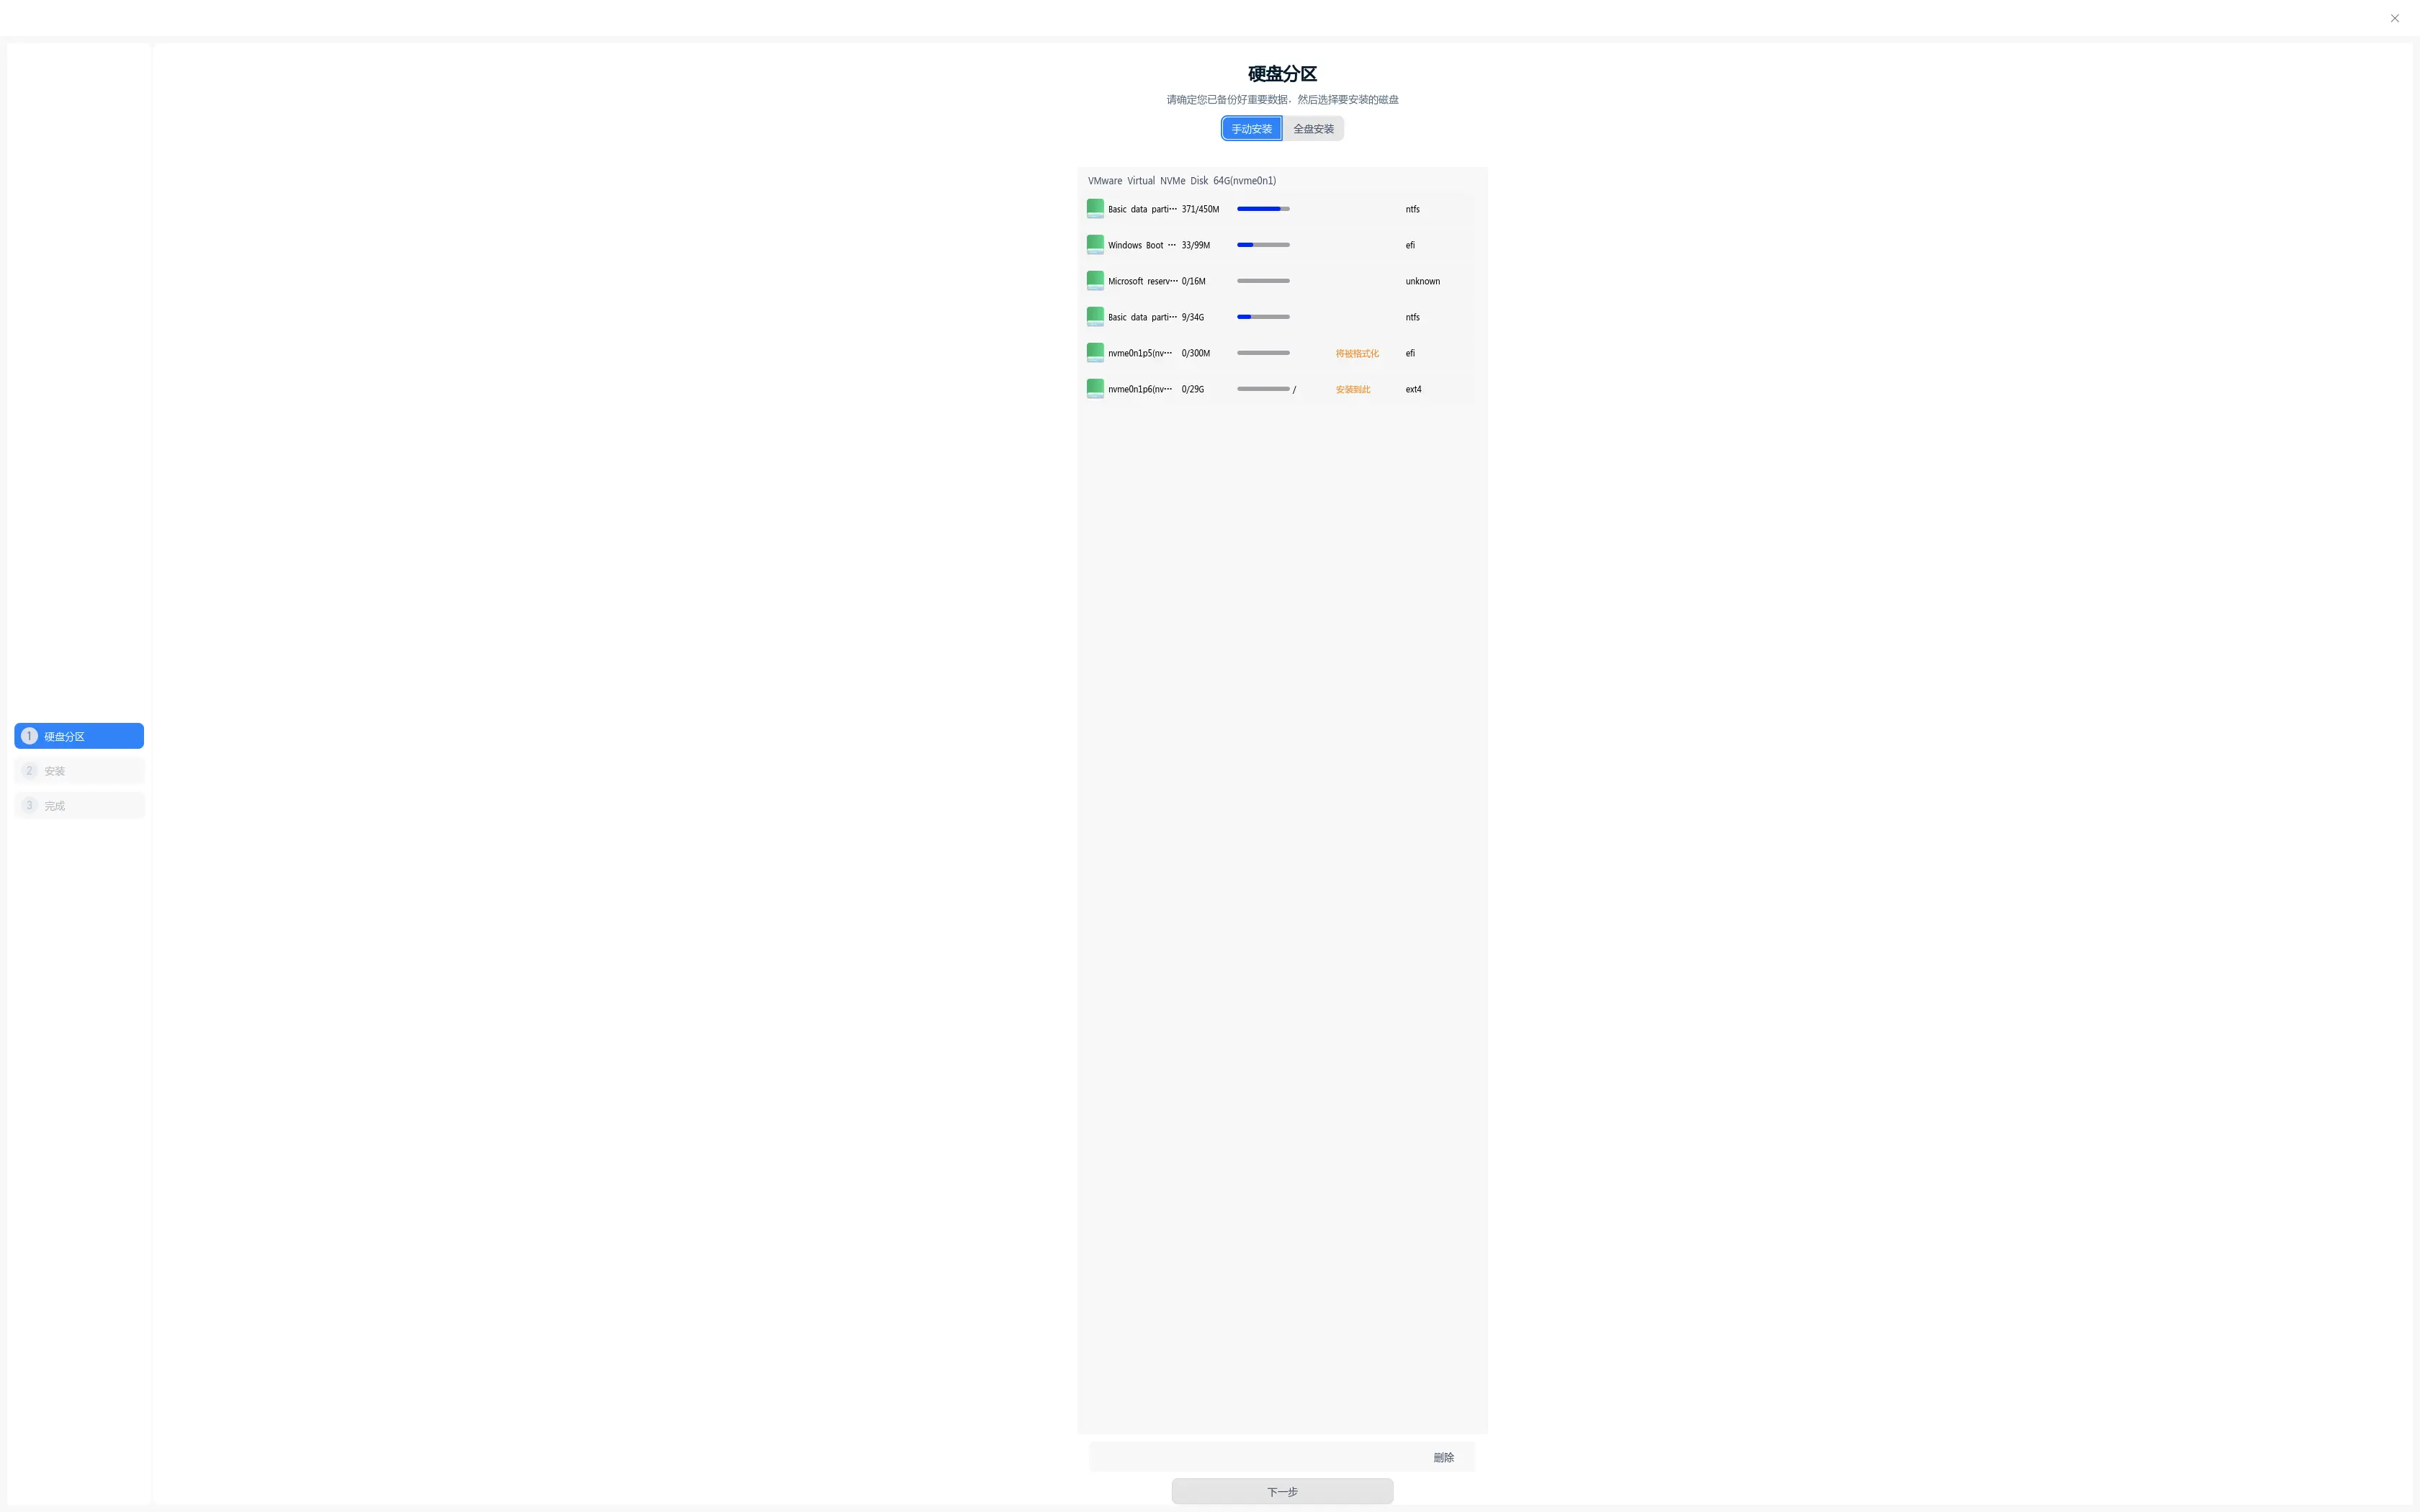 硬盘分区
请确定您已备份好重要数据，然后选择要安装的磁盘
手动安装 全盘安装
VMware Virtual NVMe Disk 64G(nvme0n1)
Basic data parti··· 371/450M ntfs
Windows Boot ··· 33/99M efi
Microsoft reserv··· 0/16M unknown
Basic data parti··· 9/34G ntfs
nvme0n1p5(nv··· 0/300M 将被格式化 efi
nvme0n1p6(nv··· 0/29G / 安装到此 ext4
1 硬盘分区
2 安装
3 完成
删除
下一步